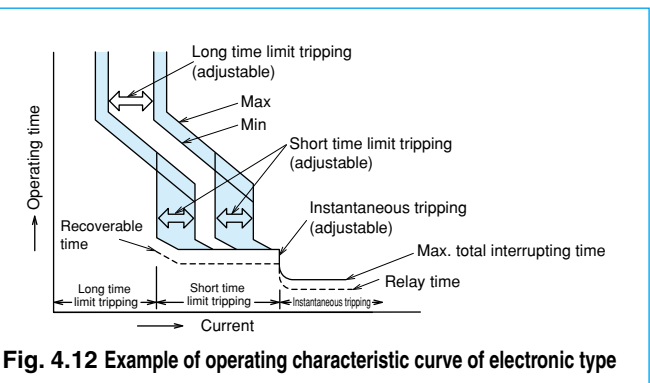 Long time limit tripping
(adjustable)
Max
Min
Short time limit tripping
(adjustable)
Instantaneous tripping
(adjustable)
Operating time
Recoverable
time
Max. total interrupting time
Relay time
Long time
limit tripping
Short time
limit tripping
Instantaneous tripping
Current
Fig. 4.12 Example of operating characteristic curve of electronic type